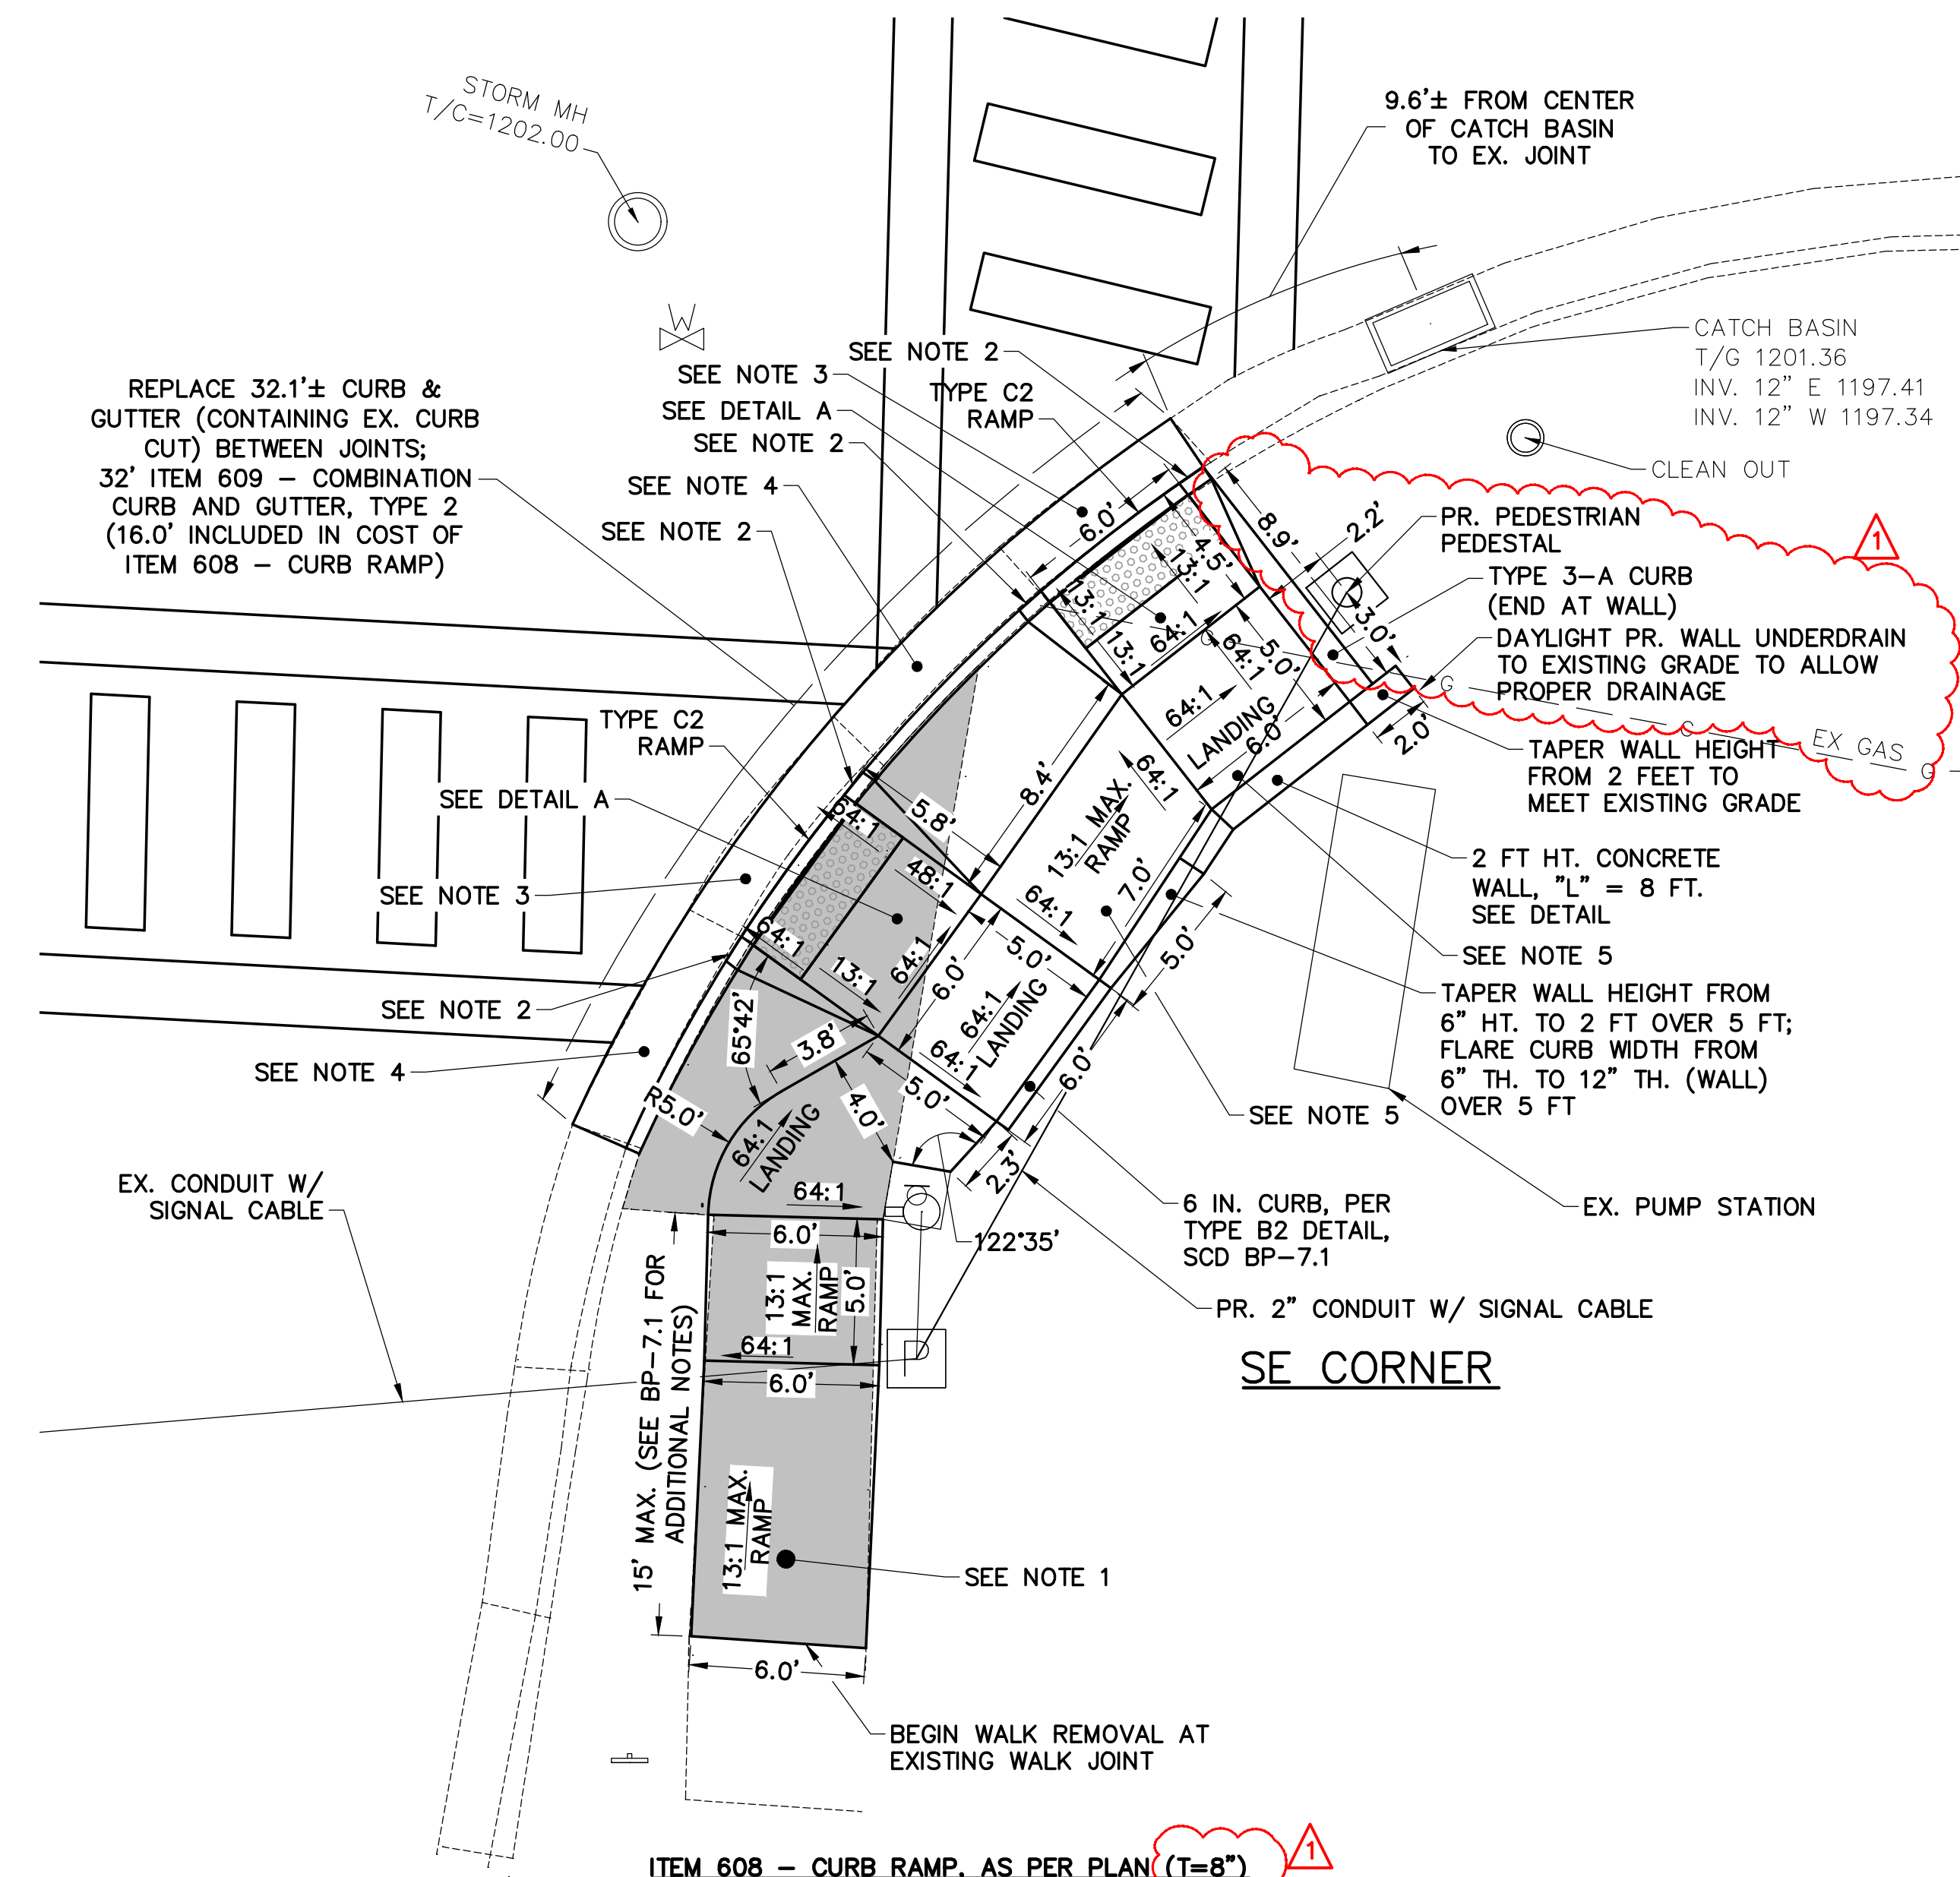 STORM MH
T/C=1202.00
9.6'± FROM CENTER
OF CATCH BASIN
TO EX. JOINT
W
CATCH BASIN
T/G 1201.36
INV. 12" E 1197.41
INV. 12" W 1197.34
CLEAN OUT
SEE NOTE 2
SEE NOTE 3
TYPE C2
RAMP
SEE DETAIL A
SEE NOTE 2
SEE NOTE 4
SEE NOTE 2
REPLACE 32.1'± CURB &
GUTTER (CONTAINING EX. CURB
CUT) BETWEEN JOINTS;
32' ITEM 609 – COMBINATION
CURB AND GUTTER, TYPE 2
(16.0' INCLUDED IN COST OF
ITEM 608 – CURB RAMP)
6.0'
4.5'
13:1
13:1
13:1
64:1
64:1
5.0'
8.9'
2.2'
3.0'
2.0'
PR. PEDESTRIAN
PEDESTAL
1
TYPE 3-A CURB
(END AT WALL)
DAYLIGHT PR. WALL UNDERDRAIN
TO EXISTING GRADE TO ALLOW
PROPER DRAINAGE
G
G
G
EX GAS
G
TAPER WALL HEIGHT
FROM 2 FEET TO
MEET EXISTING GRADE
64:1
LANDING
6.0'
64:1
13:1 MAX.
RAMP
8.4'
7.0'
64:1
5.8'
TYPE C2
RAMP
SEE DETAIL A
64:1
48:1
SEE NOTE 3
64:1
13:1
64:1
6.0'
5.0'
64:1
LANDING
64:1
5.0'
5.0'
6.0'
2.3'
2 FT HT. CONCRETE
WALL, "L" = 8 FT.
SEE DETAIL
SEE NOTE 5
TAPER WALL HEIGHT FROM
6" HT. TO 2 FT OVER 5 FT;
FLARE CURB WIDTH FROM
6" TH. TO 12" TH. (WALL)
OVER 5 FT
SEE NOTE 5
SEE NOTE 2
SEE NOTE 4
65°42'
3.8'
4.0'
R5.0'
64:1
LANDING
64:1
6.0'
122°35'
6 IN. CURB, PER
TYPE B2 DETAIL,
SCD BP-7.1
EX. PUMP STATION
EX. CONDUIT W/
SIGNAL CABLE
PR. 2" CONDUIT W/ SIGNAL CABLE
13:1
MAX.
RAMP
5.0'
64:1
6.0'
P
SE CORNER
15' MAX. (SEE BP-7.1 FOR
ADDITIONAL NOTES)
13:1 MAX.
RAMP
SEE NOTE 1
6.0'
BEGIN WALK REMOVAL AT
EXISTING WALK JOINT
ITEM 608 – CURB RAMP, AS PER PLAN (T=8")
1